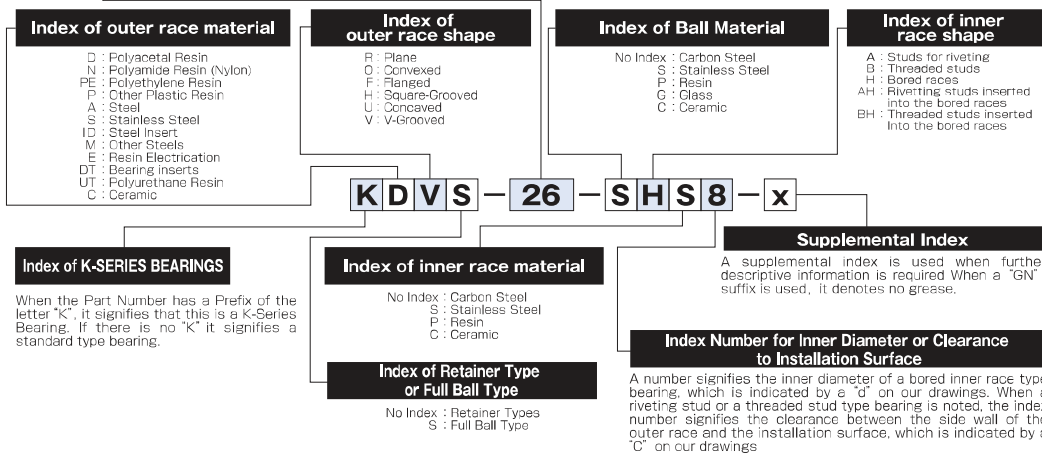 Index of outer race material
D : Polyacetal Resin
N : Polyamide Resin (Nylon)
PE : Polyethylene Resin
P : Other Plastic Resin
A : Steel
S : Stainless Steel
ID : Steel Insert
M : Other Steels
E : Resin Electrication
DT : Bearing inserts
UT : Polyurethane Resin
C : Ceramic
Index of
outer race shape
R : Plane
O : Convexed
F : Flanged
H : Square-Grooved
U : Concaved
V : V-Grooved
Index of Ball Material
No Index : Carbon Steel
S : Stainless Steel
P : Resin
G : Glass
C : Ceramic
Index of inner
race shape
A : Studs for riveting
B : Threaded studs
H : Bored races
AH : Rivetting studs inserted
into the bored races
BH : Threaded studs inserted
Into the bored races
K D V S – 26 – S H S 8 – x
Index of K-SERIES BEARINGS
When the Part Number has a Prefix of the
letter "K", it signifies that this is a K-Series
Bearing. If there is no "K" it signifies a
standard type bearing.
Index of inner race material
No Index : Carbon Steel
S : Stainless Steel
P : Resin
C : Ceramic
Index of Retainer Type
or Full Ball Type
No Index : Retainer Types
S : Full Ball Type
Supplemental Index
A supplemental index is used when furthe
descriptive information is required When a "GN"
suffix is used, it denotes no grease.
Index Number for Inner Diameter or Clearance
to Installation Surface
A number signifies the inner diameter of a bored inner race type
bearing, which is indicated by a "d" on our drawings. When a
riveting stud or a threaded stud type bearing is noted, the index
number signifies the clearance between the side wall of the
outer race and the installation surface, which is indicated by a
"C" on our drawings